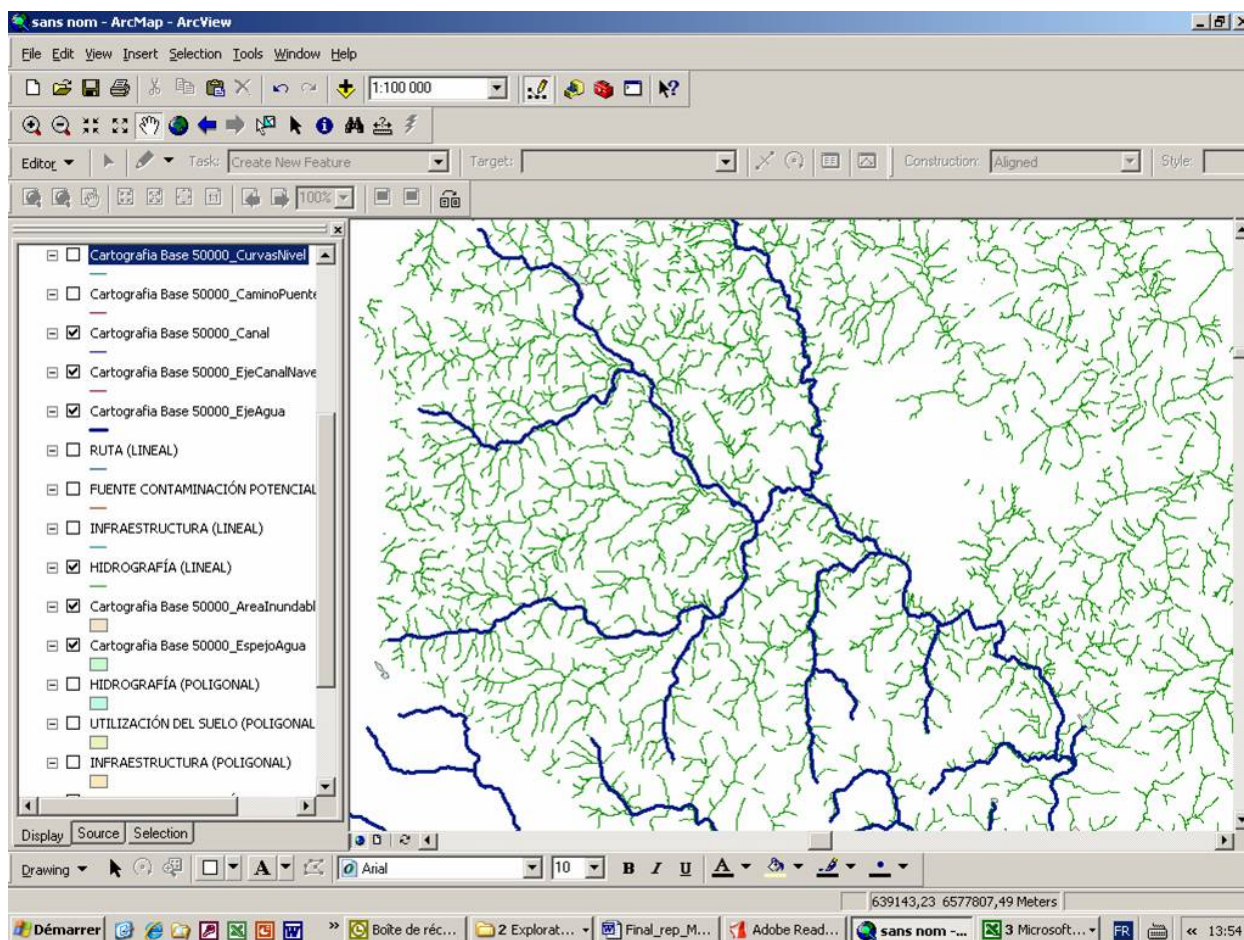 sans nom - ArcMap - ArcView
File Edit View Insert Selection Tools Window Help
1:100 000
Editor Task: Create New Feature Target: Construction: Aligned Style:
100%
Cartografia Base 50000_CurvasNivel
Cartografia Base 50000_CaminoPuente
Cartografia Base 50000_Canal
Cartografia Base 50000_EjeCanalNave
Cartografia Base 50000_EjeAgua
RUTA (LINEAL)
FUENTE CONTAMINACIÓN POTENCIAL
INFRAESTRUCTURA (LINEAL)
HIDROGRAFÍA (LINEAL)
Cartografia Base 50000_AreaInundabl
Cartografia Base 50000_EspejoAgua
HIDROGRAFÍA (POLIGONAL)
UTILIZACIÓN DEL SUELO (POLIGONAL
INFRAESTRUCTURA (POLIGONAL)
Display Source Selection
Drawing A Arial 10 B I U A
639143,23 6577807,49 Meters
Démarrer » Boîte de réc... 2 Explorat... Final_rep_M... Adobe Read... sans nom -... 3 Microsoft... FR « 13:54